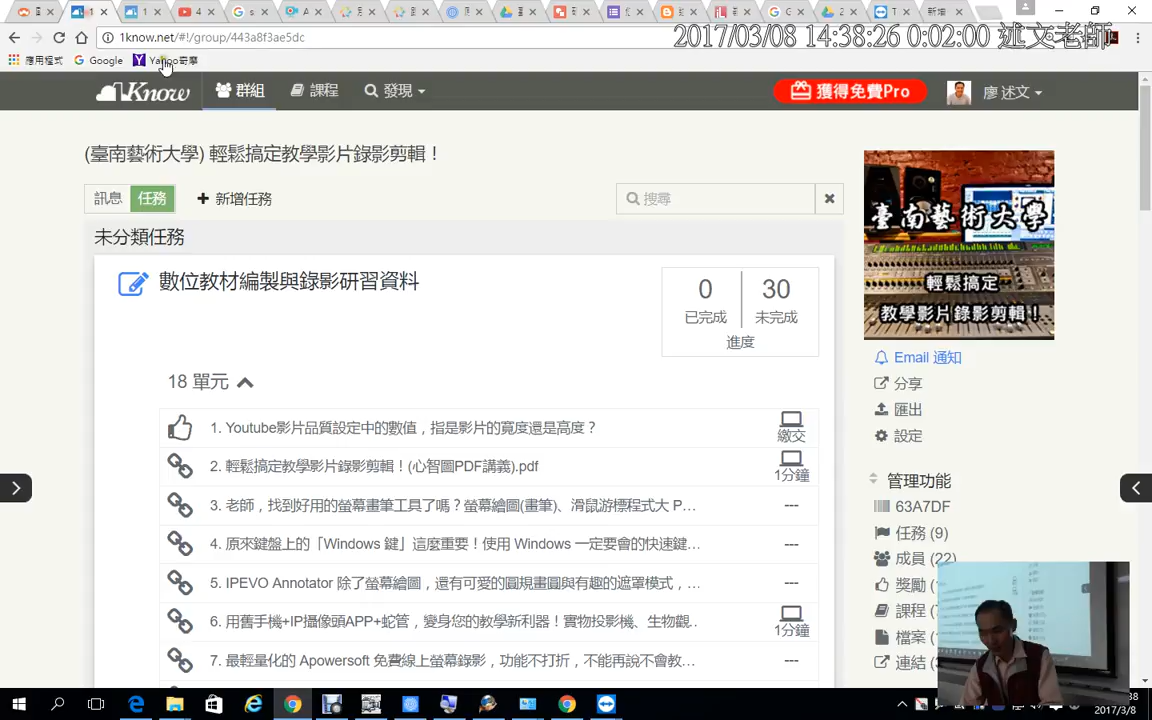 1know.net/#!/group/443a8f3ae5dc
2017/03/08 14:38:26 0:02:00 述文老師
應用程式 Google Yahoo奇摩
1Know 群組 課程 發現 獲得免費Pro 廖 述文
(臺南藝術大學) 輕鬆搞定教學影片錄影剪輯！
訊息 任務 新增任務 搜尋
未分類任務
數位教材編製與錄影研習資料
0 30
已完成 未完成
進度
18 單元
1. Youtube影片品質設定中的數值，指是影片的寬度還是高度？ 繳交
2. 輕鬆搞定教學影片錄影剪輯！(心智圖PDF講義).pdf 1分鐘
3. 老師，找到好用的螢幕畫筆工具了嗎？螢幕繪圖(畫筆)、滑鼠游標程式大 P… ---
4. 原來鍵盤上的「Windows 鍵」這麼重要！使用 Windows 一定要會的快速鍵… ---
5. IPEVO Annotator 除了螢幕繪圖，還有可愛的圓規畫圓與有趣的遮罩模式，… ---
6. 用舊手機+IP攝像頭APP+蛇管，變身您的教學新利器！實物投影機、生物觀… 1分鐘
7. 最輕量化的 Apowersoft 免費線上螢幕錄影，功能不打折，不能再說不會教… ---
臺南藝術大學
輕鬆搞定
教學影片錄影剪輯！
Email 通知
分享
匯出
設定
管理功能
63A7DF
任務 (9)
成員 (22)
獎勵
課程
檔案
連結
2017/3/8